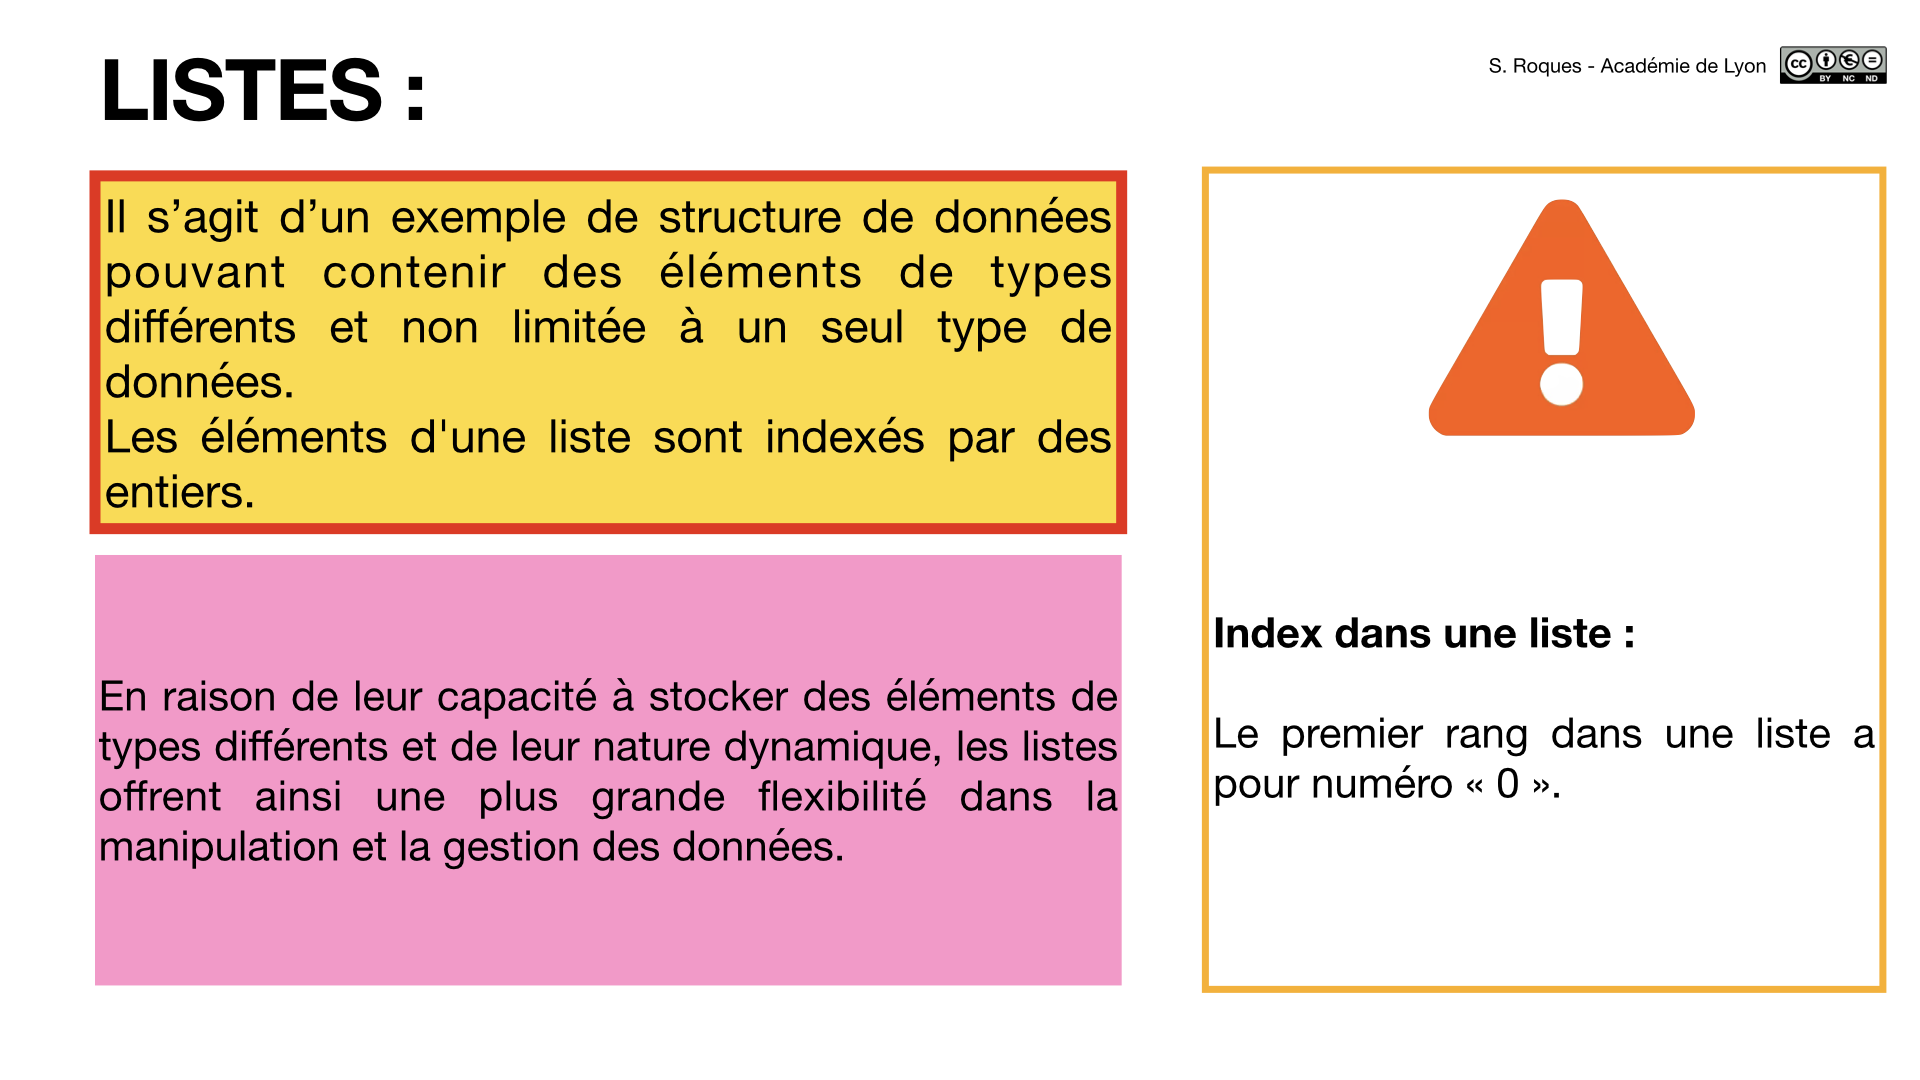 LISTES :
S. Roques - Académie de Lyon
cc BY NC ND
Il s’agit d’un exemple de structure de données
pouvant contenir des éléments de types
différents et non limitée à un seul type de
données.
Les éléments d'une liste sont indexés par des
entiers.
En raison de leur capacité à stocker des éléments de
types différents et de leur nature dynamique, les listes
offrent ainsi une plus grande flexibilité dans la
manipulation et la gestion des données.
Index dans une liste :
Le premier rang dans une liste a
pour numéro « 0 ».